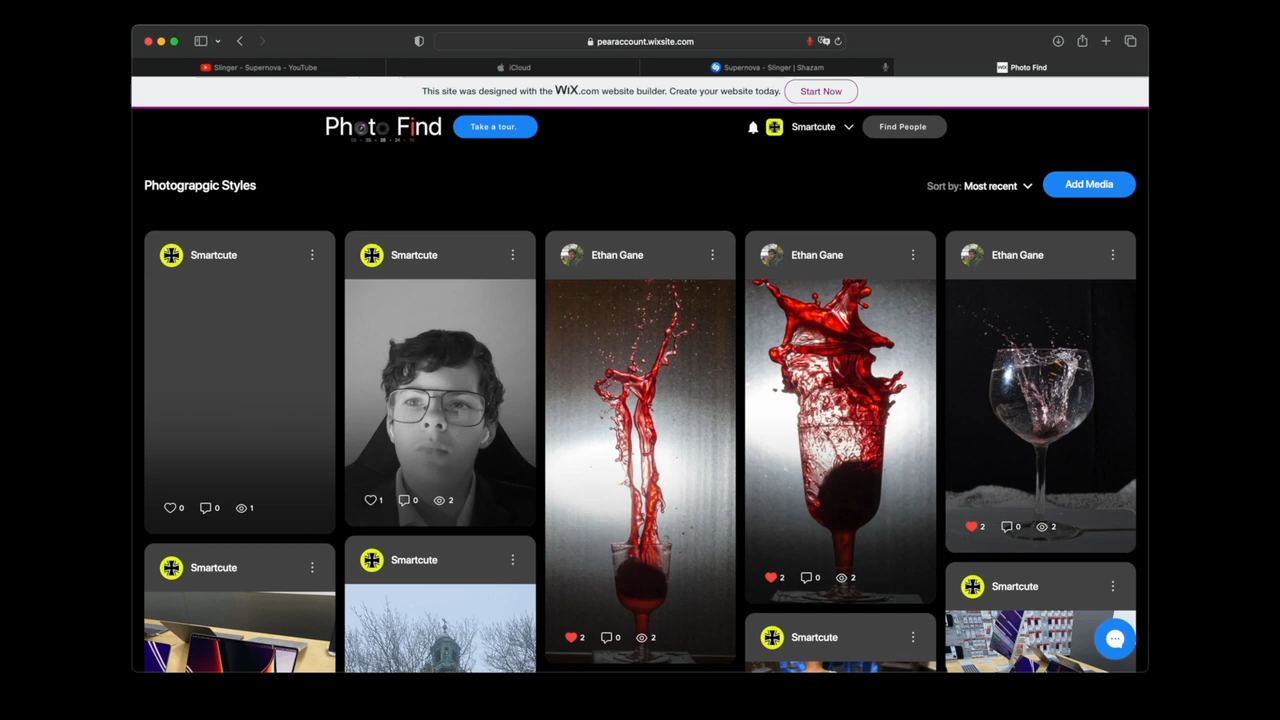 pearaccount.wixsite.com
Slinger - Supernova - YouTube
iCloud
Supernova - Slinger | Shazam
WiX
Photo Find
This site was designed with the WiX.com website builder. Create your website today.
Start Now
Photo Find
Take a tour.
Smartcute
Find People
Photograpgic Styles
Sort by: Most recent
Add Media
Smartcute
Smartcute
Ethan Gane
Ethan Gane
Ethan Gane
0 0 1
1 0 2
2 0 2
2 0 2
2 0 2
Smartcute
Smartcute
Smartcute
Smartcute